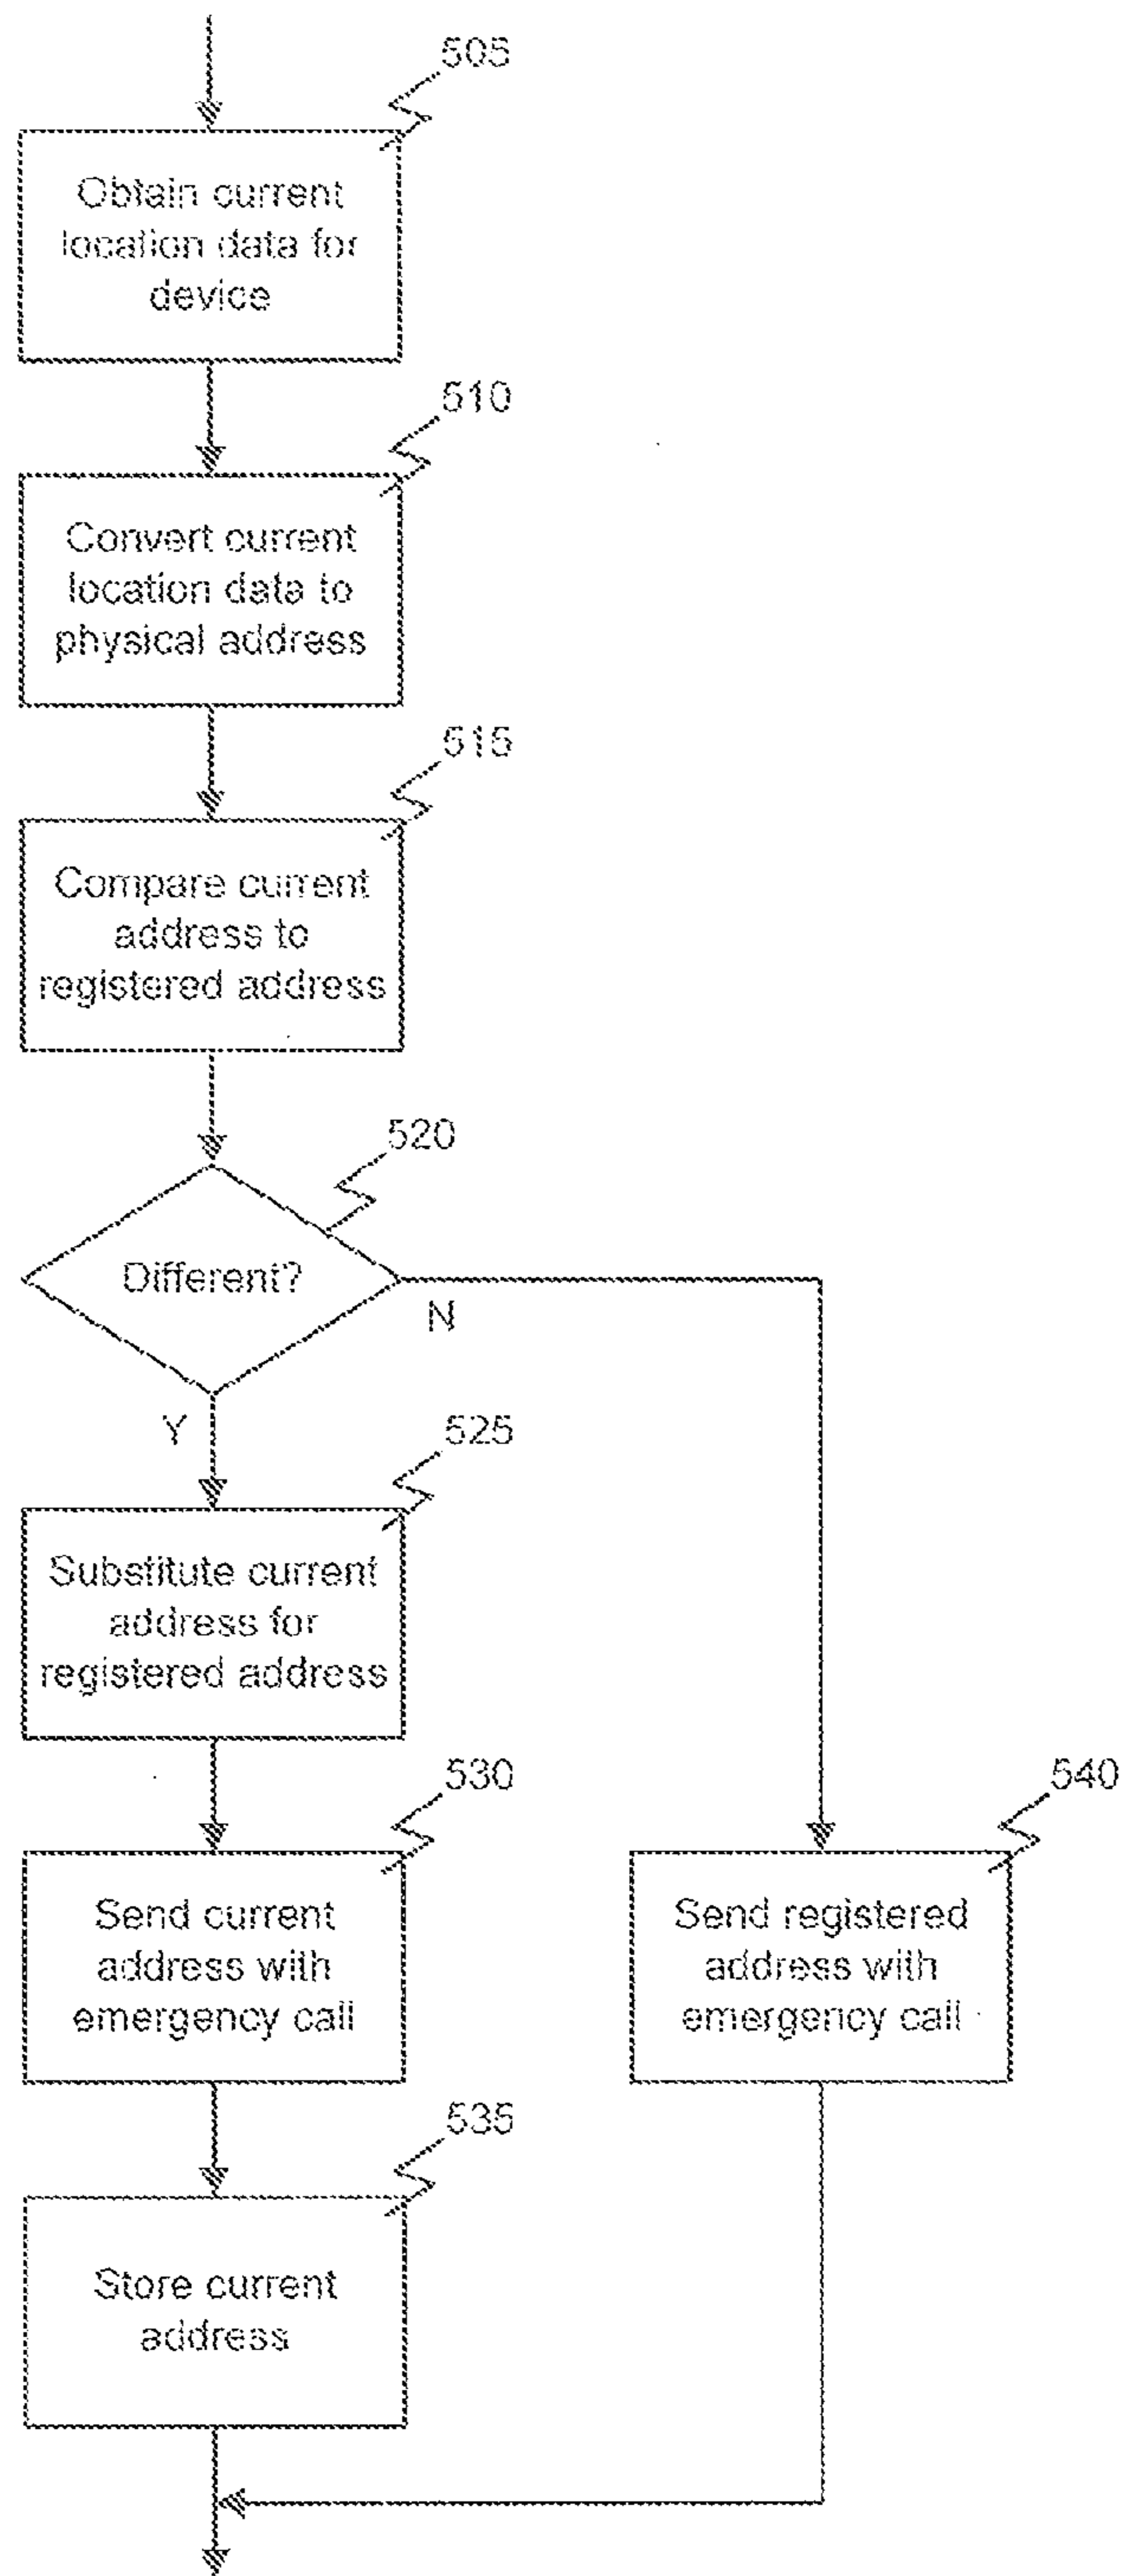 505
Obtain current
location data for
device
510
Convert current
location data to
physical address
515
Compare current
address to
registered address
520
Different?
N
Y
525
Substitute current
address for
registered address
530
Send current
address with
emergency call
540
Send registered
address with
emergency call
535
Store current
address